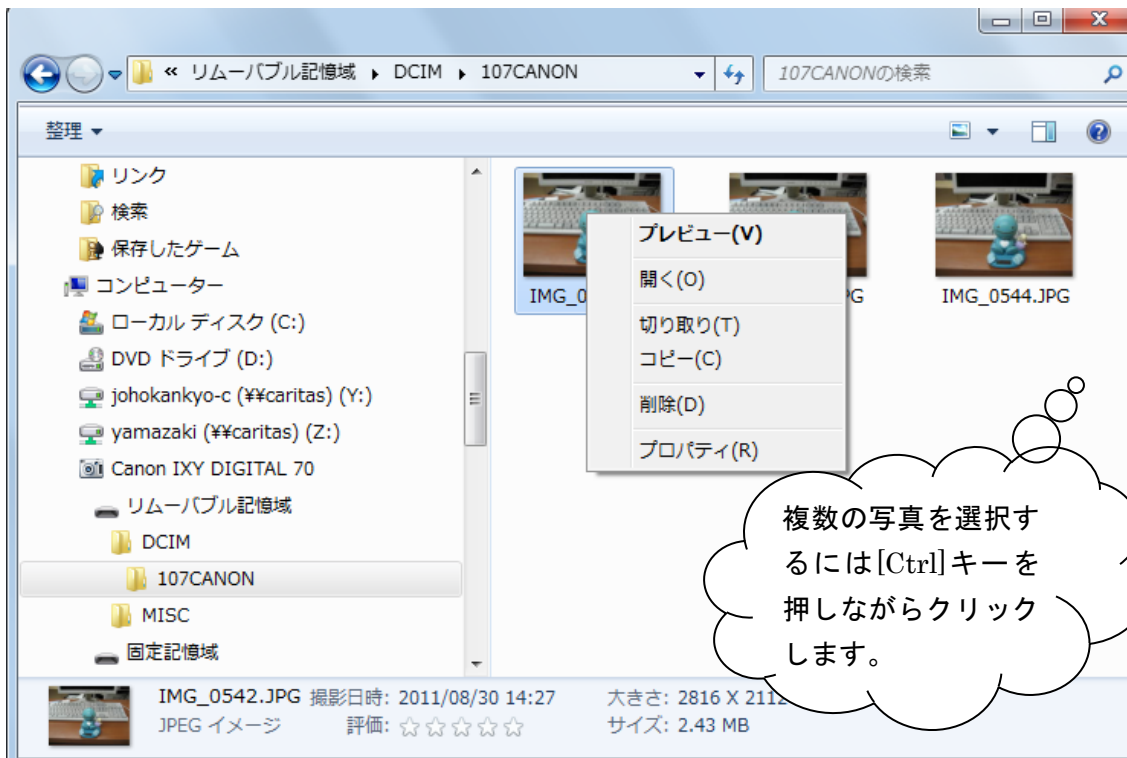 « リムーバブル記憶域 ▸ DCIM ▸ 107CANON
107CANONの検索
整理
リンク
検索
保存したゲーム
コンピューター
ローカル ディスク (C:)
DVD ドライブ (D:)
johokankyo-c (¥¥caritas) (Y:)
yamazaki (¥¥caritas) (Z:)
Canon IXY DIGITAL 70
リムーバブル記憶域
DCIM
107CANON
MISC
固定記憶域
プレビュー(V)
開く(O)
切り取り(T)
コピー(C)
削除(D)
プロパティ(R)
IMG_0544.JPG
複数の写真を選択す
るには[Ctrl]キーを
押しながらクリック
します。
IMG_0542.JPG 撮影日時: 2011/08/30 14:27 大きさ: 2816 X 2112
JPEG イメージ 評価: ☆☆☆☆☆ サイズ: 2.43 MB